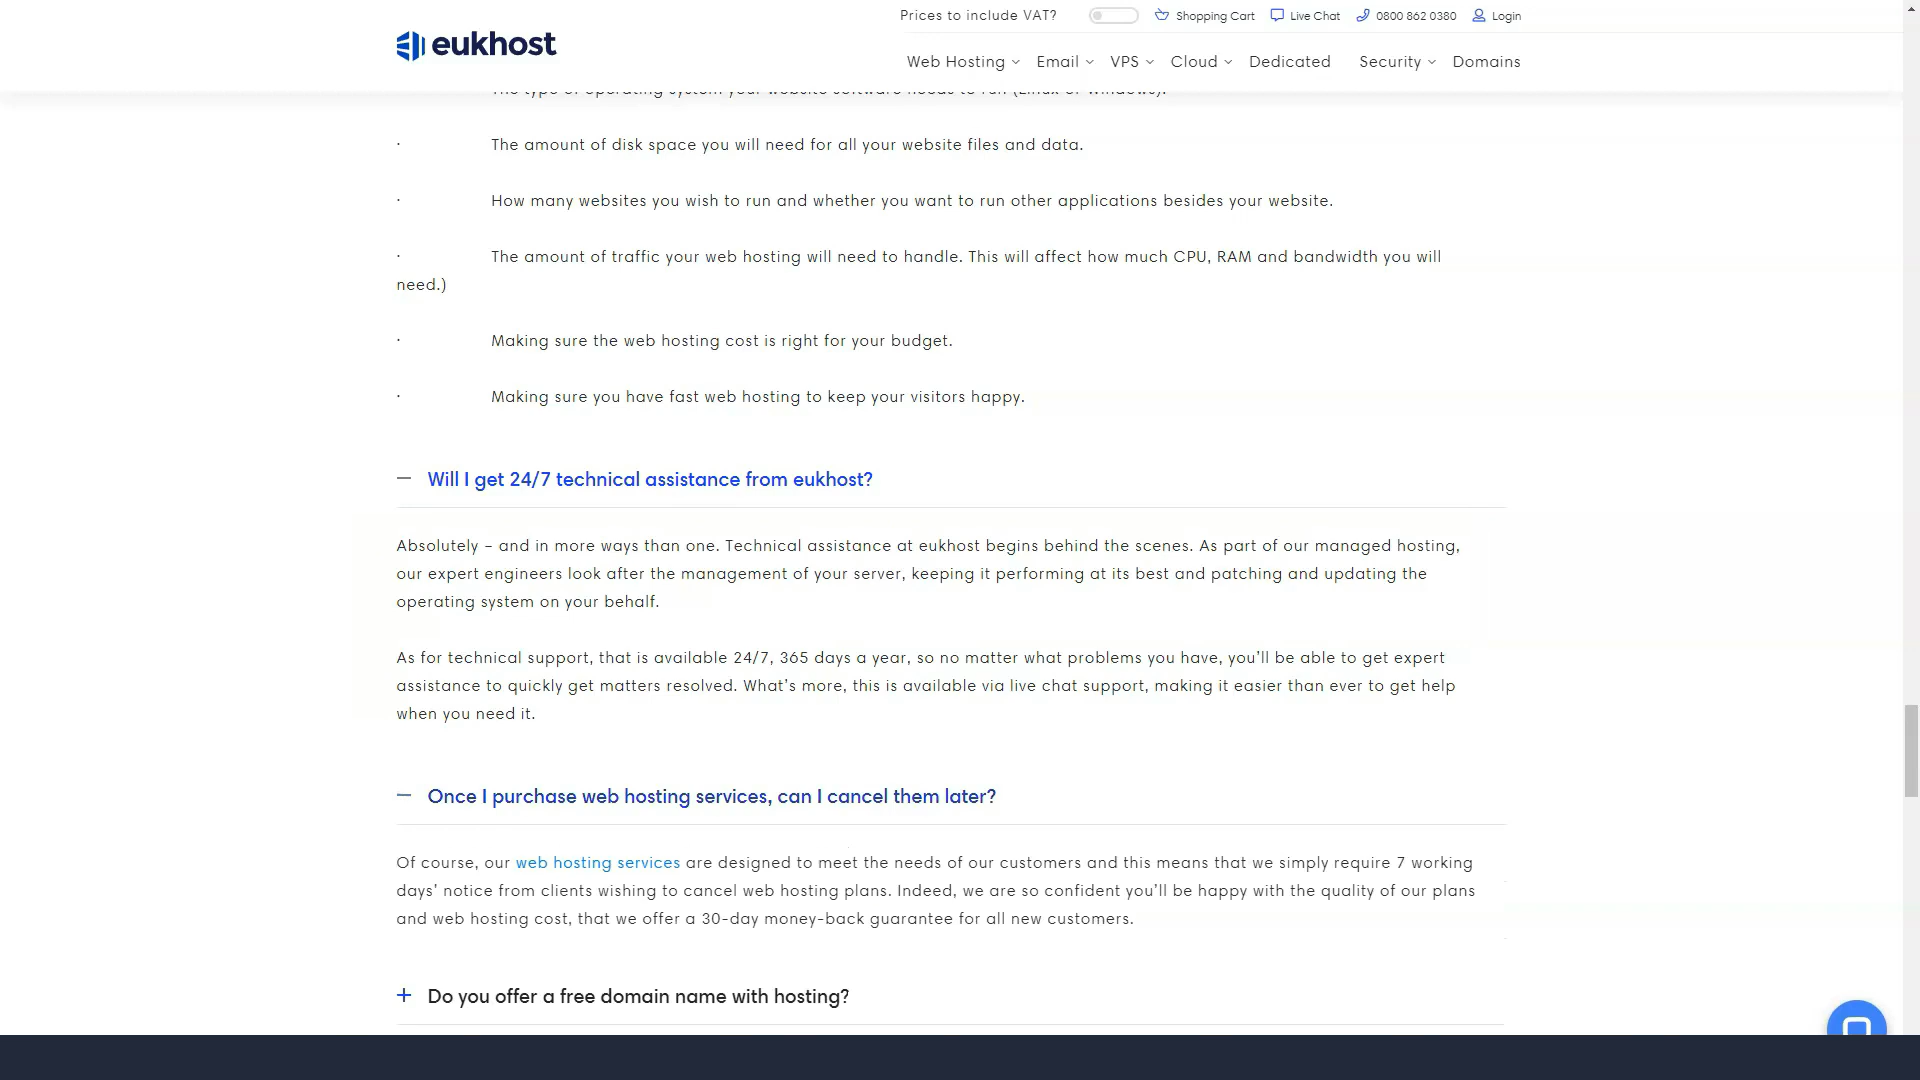 Prices to include VAT?
Shopping Cart
Live Chat
0800 862 0380
Login
eukhost
Web Hosting
Email
VPS
Cloud
Dedicated
Security
Domains
The type of operating system your website software needs to run (Linux or Windows).
· The amount of disk space you will need for all your website files and data.
· How many websites you wish to run and whether you want to run other applications besides your website.
· The amount of traffic your web hosting will need to handle. This will affect how much CPU, RAM and bandwidth you will
need.)
· Making sure the web hosting cost is right for your budget.
· Making sure you have fast web hosting to keep your visitors happy.
Will I get 24/7 technical assistance from eukhost?
Absolutely – and in more ways than one. Technical assistance at eukhost begins behind the scenes. As part of our managed hosting,
our expert engineers look after the management of your server, keeping it performing at its best and patching and updating the
operating system on your behalf.
As for technical support, that is available 24/7, 365 days a year, so no matter what problems you have, you’ll be able to get expert
assistance to quickly get matters resolved. What’s more, this is available via live chat support, making it easier than ever to get help
when you need it.
Once I purchase web hosting services, can I cancel them later?
Of course, our web hosting services are designed to meet the needs of our customers and this means that we simply require 7 working
days’ notice from clients wishing to cancel web hosting plans. Indeed, we are so confident you’ll be happy with the quality of our plans
and web hosting cost, that we offer a 30-day money-back guarantee for all new customers.
Do you offer a free domain name with hosting?